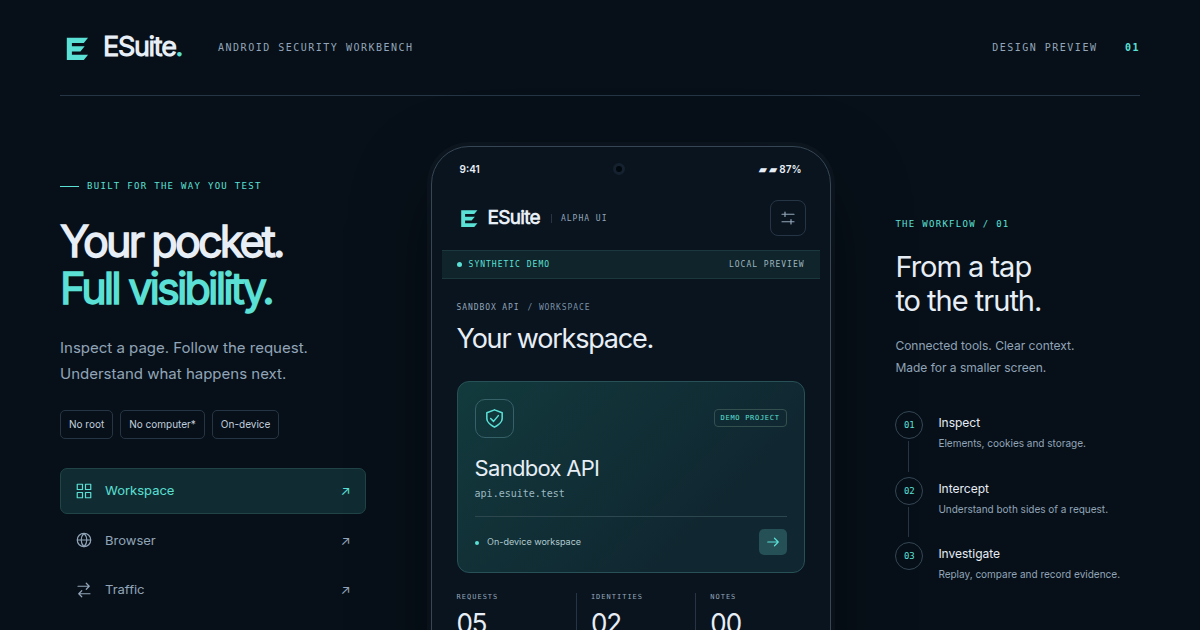 ESuite.
ANDROID SECURITY WORKBENCH
DESIGN PREVIEW 01
BUILT FOR THE WAY YOU TEST
Your pocket.
Full visibility.
Inspect a page. Follow the request.
Understand what happens next.
No root
No computer*
On-device
Workspace
Browser
Traffic
9:41
87%
ESuite
ALPHA UI
SYNTHETIC DEMO
LOCAL PREVIEW
SANDBOX API / WORKSPACE
Your workspace.
DEMO PROJECT
Sandbox API
api.esuite.test
On-device workspace
REQUESTS
05
IDENTITIES
02
NOTES
00
THE WORKFLOW / 01
From a tap
to the truth.
Connected tools. Clear context.
Made for a smaller screen.
01
Inspect
Elements, cookies and storage.
02
Intercept
Understand both sides of a request.
03
Investigate
Replay, compare and record evidence.